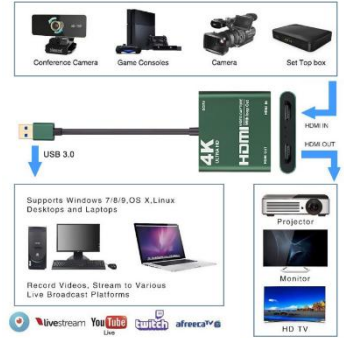 Conference Camera
Game Consoles
Camera
Set Top box
HDMI IN
HDMI OUT
4K
ULTRA HD
HDMI
USB 3.0
Supports Windows 7/8/9,OS X,Linux
Desktops and Laptops
Record Videos, Stream to Various
Live Broadcast Platforms
livestream
YouTube
Live
twitch
afreecaTV
Projector
Monitor
HD TV